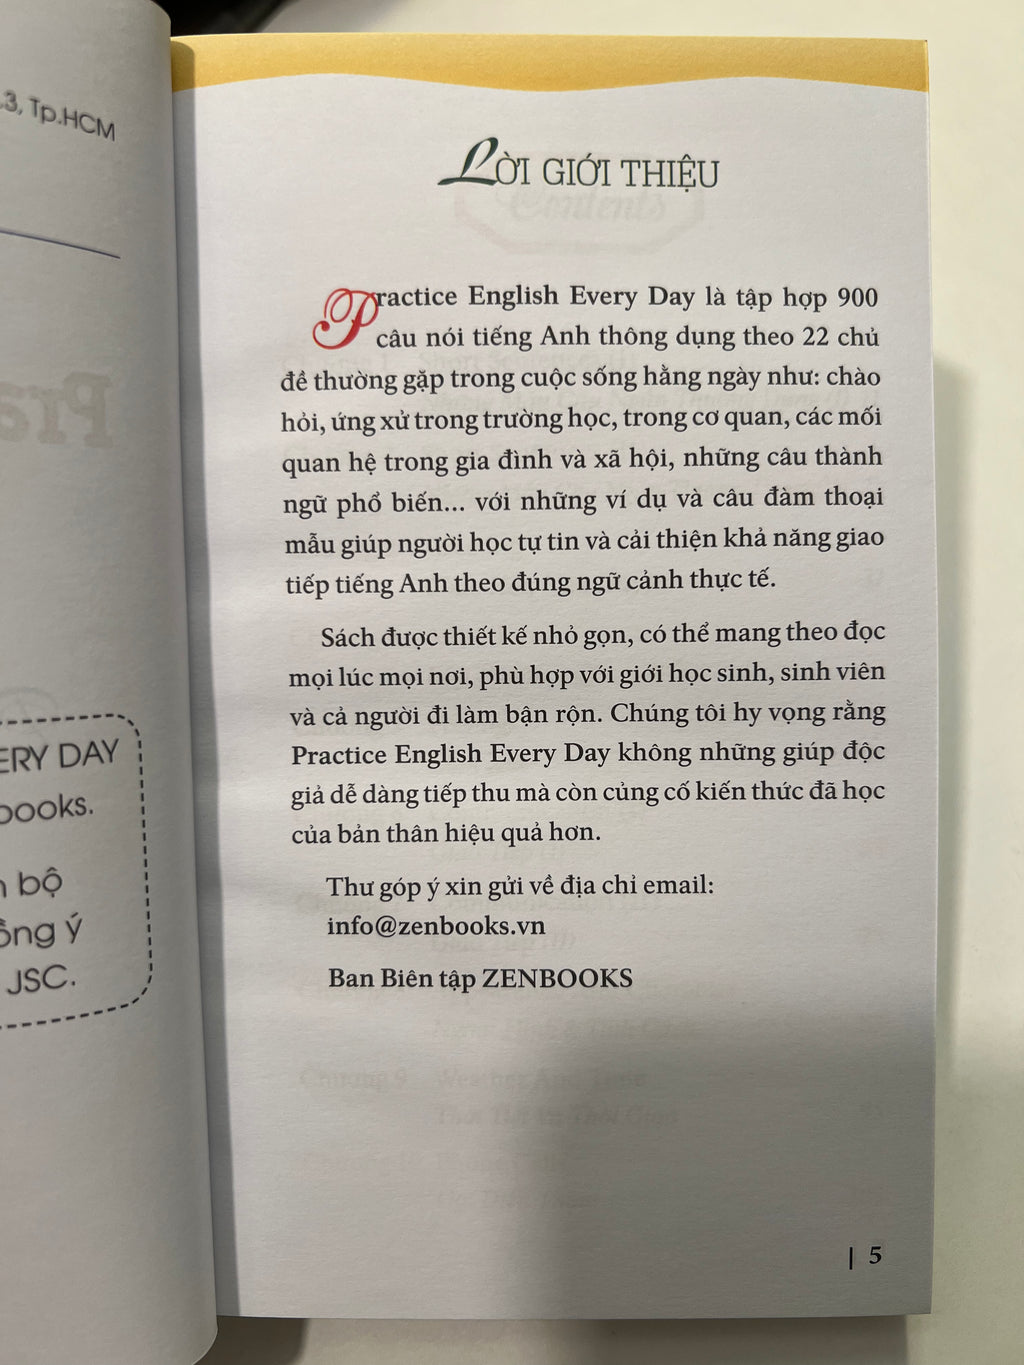 .3, Tp.HCM
ERY DAY
books.
bộ
ồng ý
JSC.
LỜI GIỚI THIỆU
Practice English Every Day là tập hợp 900
câu nói tiếng Anh thông dụng theo 22 chủ
đề thường gặp trong cuộc sống hằng ngày như: chào
hỏi, ứng xử trong trường học, trong cơ quan, các mối
quan hệ trong gia đình và xã hội, những câu thành
ngữ phổ biến... với những ví dụ và câu đàm thoại
mẫu giúp người học tự tin và cải thiện khả năng giao
tiếp tiếng Anh theo đúng ngữ cảnh thực tế.
Sách được thiết kế nhỏ gọn, có thể mang theo đọc
mọi lúc mọi nơi, phù hợp với giới học sinh, sinh viên
và cả người đi làm bận rộn. Chúng tôi hy vọng rằng
Practice English Every Day không những giúp độc
giả dễ dàng tiếp thu mà còn củng cố kiến thức đã học
của bản thân hiệu quả hơn.
Thư góp ý xin gửi về địa chỉ email:
info@zenbooks.vn
Ban Biên tập ZENBOOKS
| 5